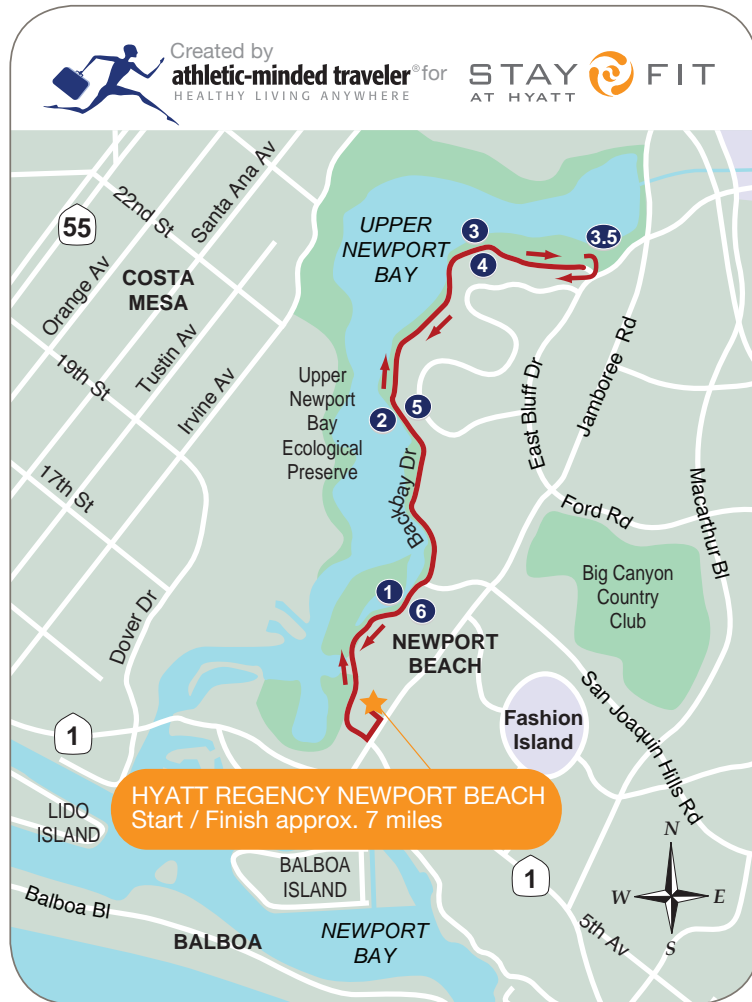 Created by
athletic-minded traveler® for
HEALTHY LIVING ANYWHERE
STAY FIT
AT HYATT
55
22nd St
Santa Ana Av
Orange Av
COSTA
MESA
Tustin Av
19th St
Irvine Av
17th St
Dover Dr
UPPER
NEWPORT
BAY
3
4
3.5
Upper
Newport
Bay
Ecological
Preserve
2
5
Backbay Dr
East Bluff Dr
Jamboree Rd
Macarthur Bl
Ford Rd
Big Canyon
Country
Club
1
6
NEWPORT
BEACH
Fashion
Island
San Joaquin Hills Rd
1
HYATT REGENCY NEWPORT BEACH
Start / Finish approx. 7 miles
LIDO
ISLAND
BALBOA
ISLAND
1
Balboa Bl
BALBOA
NEWPORT
BAY
5th Av
N
W
E
S